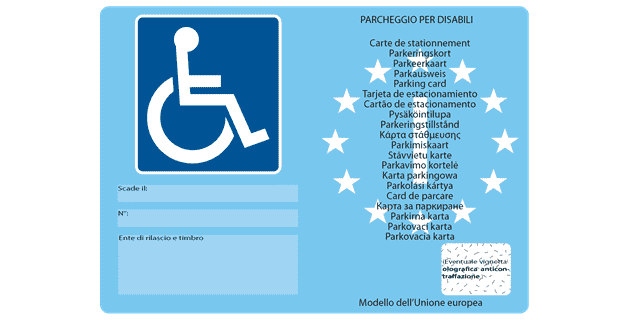 PARCHEGGIO PER DISABILI
Carte de stationnement
Parkeringskort
Parkeerkaart
Parkausweis
Parking card
Tarjeta de estacionamiento
Cartão de estacionamento
Pysäköintilupa
Parkeringstillstånd
Κάρτα στάθμευσης
Parkimiskaart
Stāvvietu karte
Parkavimo kortelė
Karta parkingowa
Parkolási kártya
Card de parcare
Карта за паркиране
Parkirna karta
Parkovací karta
Parkovacia karta
Scade il:
N°:
Ente di rilascio e timbro
(Eventuale vignetta
olografica anticon
traffazione)
Modello dell'Unione europea